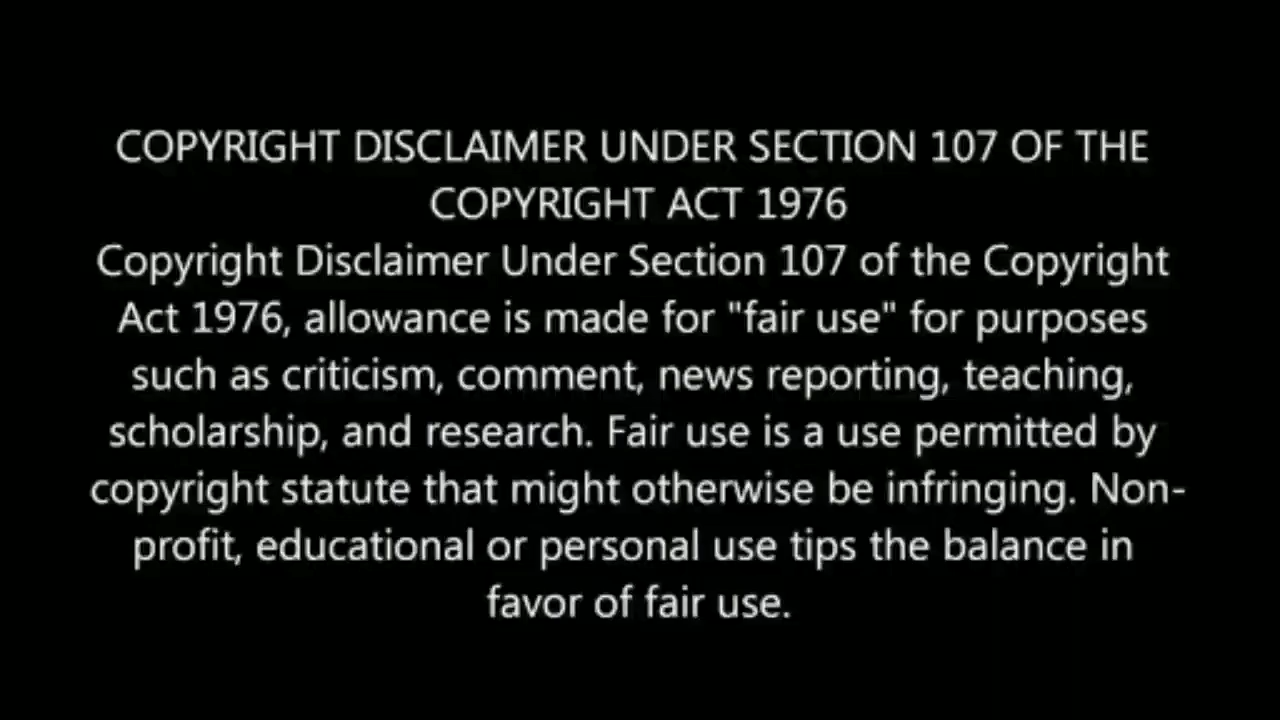 COPYRIGHT DISCLAIMER UNDER SECTION 107 OF THE
COPYRIGHT ACT 1976
Copyright Disclaimer Under Section 107 of the Copyright
Act 1976, allowance is made for "fair use" for purposes
such as criticism, comment, news reporting, teaching,
scholarship, and research. Fair use is a use permitted by
copyright statute that might otherwise be infringing. Non-
profit, educational or personal use tips the balance in
favor of fair use.